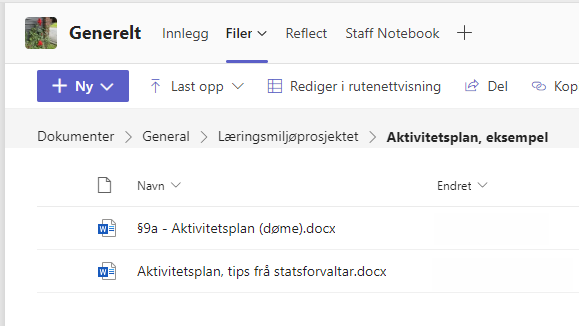 Generelt Innlegg Filer Reflect Staff Notebook
Ny Last opp Rediger i rutenettvisning Del Kop
Dokumenter General Læringsmiljøprosjektet Aktivitetsplan, eksempel
Navn Endret
§9a - Aktivitetsplan (døme).docx
Aktivitetsplan, tips frå statsforvaltar.docx